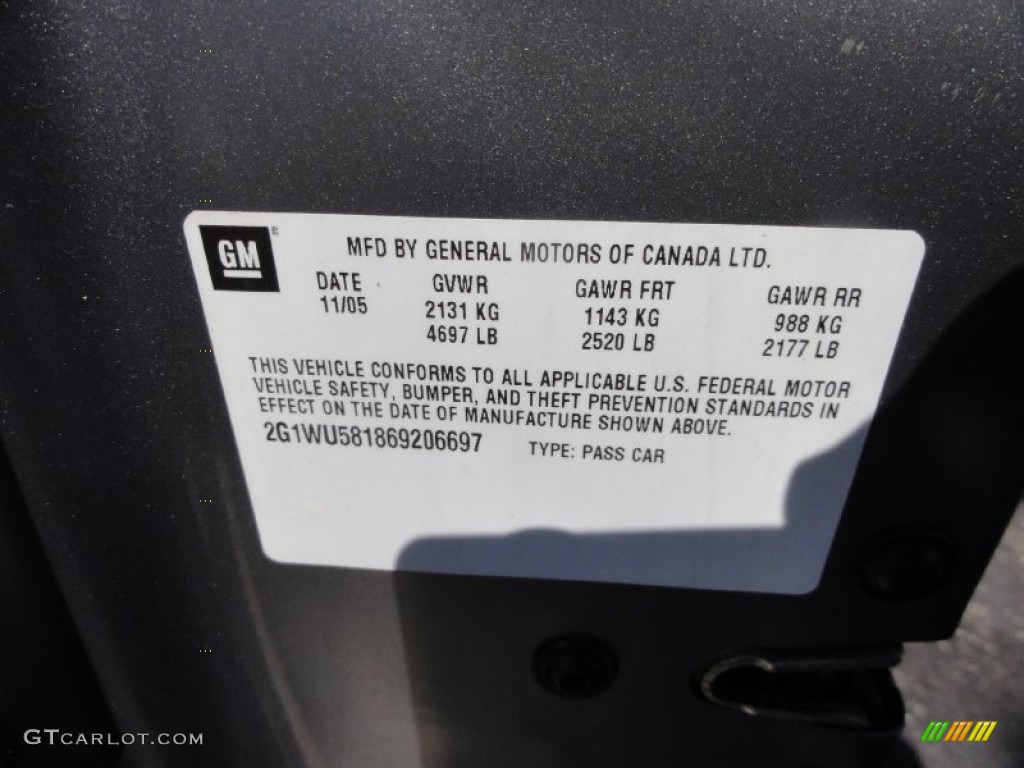 GM
MFD BY GENERAL MOTORS OF CANADA LTD.
DATE GVWR GAWR FRT GAWR RR
11/05 2131 KG 1143 KG 988 KG
4697 LB 2520 LB 2177 LB
THIS VEHICLE CONFORMS TO ALL APPLICABLE U.S. FEDERAL MOTOR
VEHICLE SAFETY, BUMPER, AND THEFT PREVENTION STANDARDS IN
EFFECT ON THE DATE OF MANUFACTURE SHOWN ABOVE.
2G1WU581869206697 TYPE: PASS CAR
GTCARLOT.COM